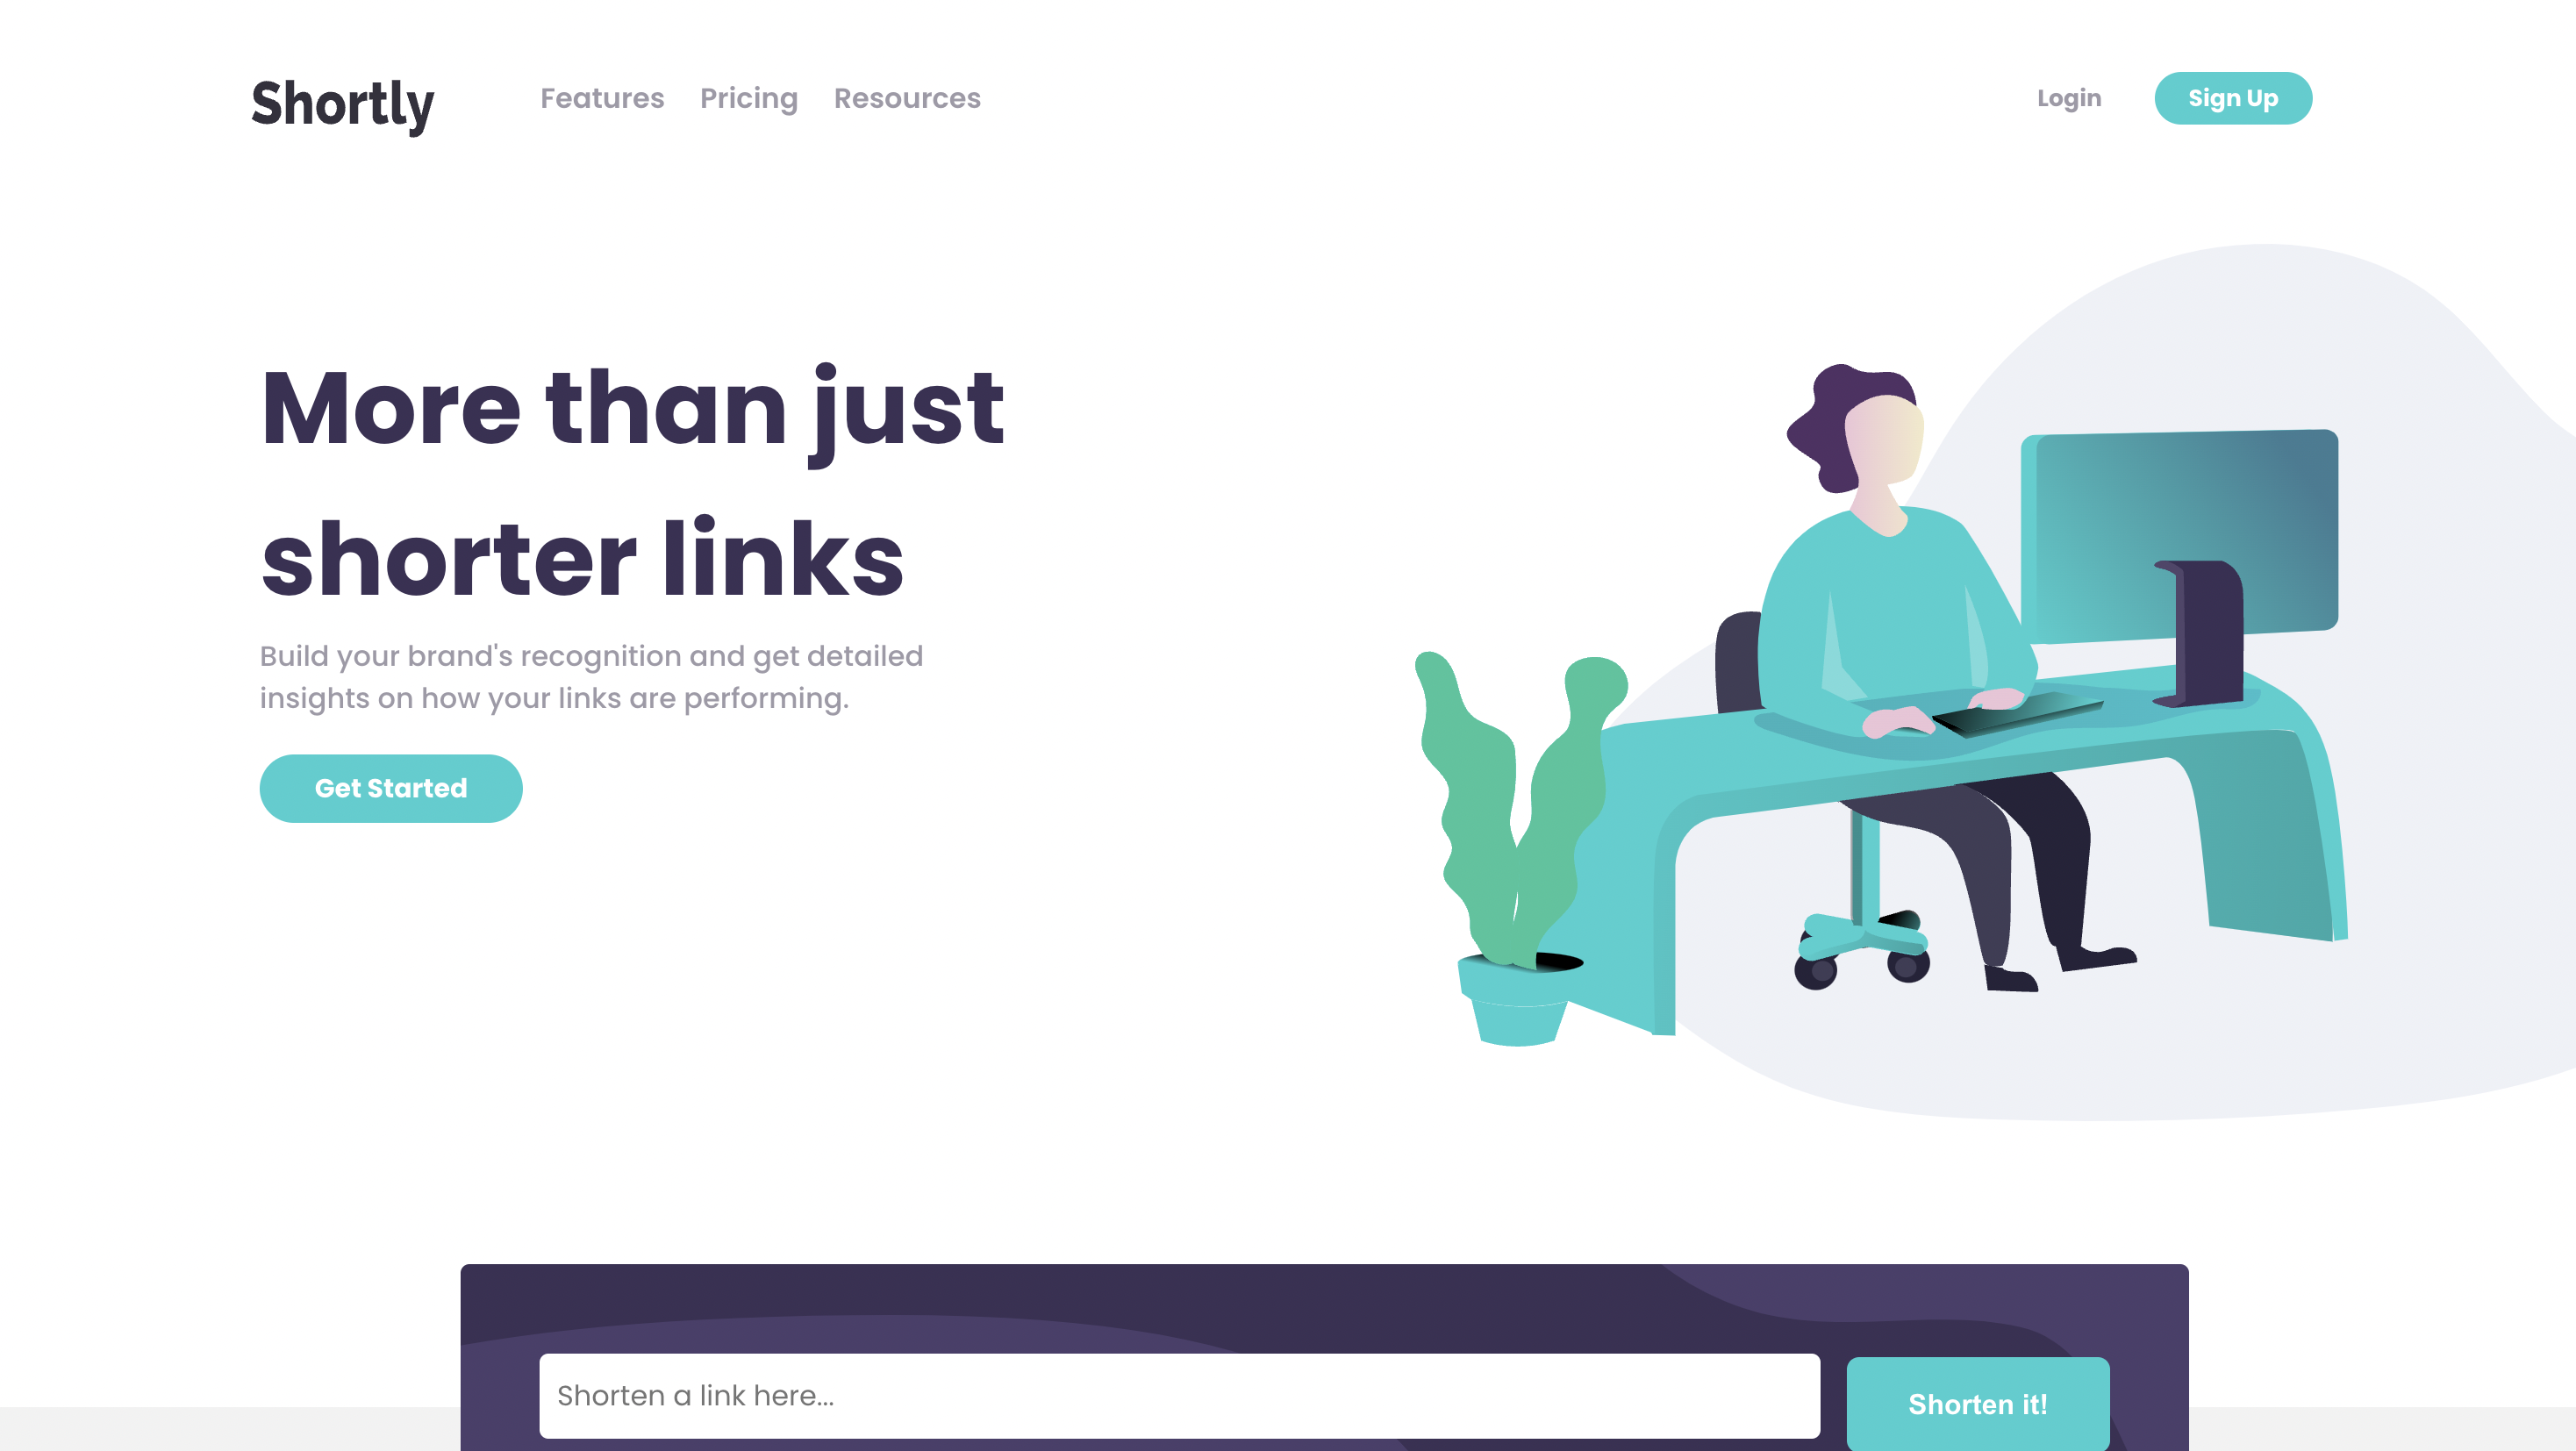 Shortly
Features Pricing Resources
Login
Sign Up
More than just
shorter links
Build your brand's recognition and get detailed
insights on how your links are performing.
Get Started
Shorten a link here...
Shorten it!